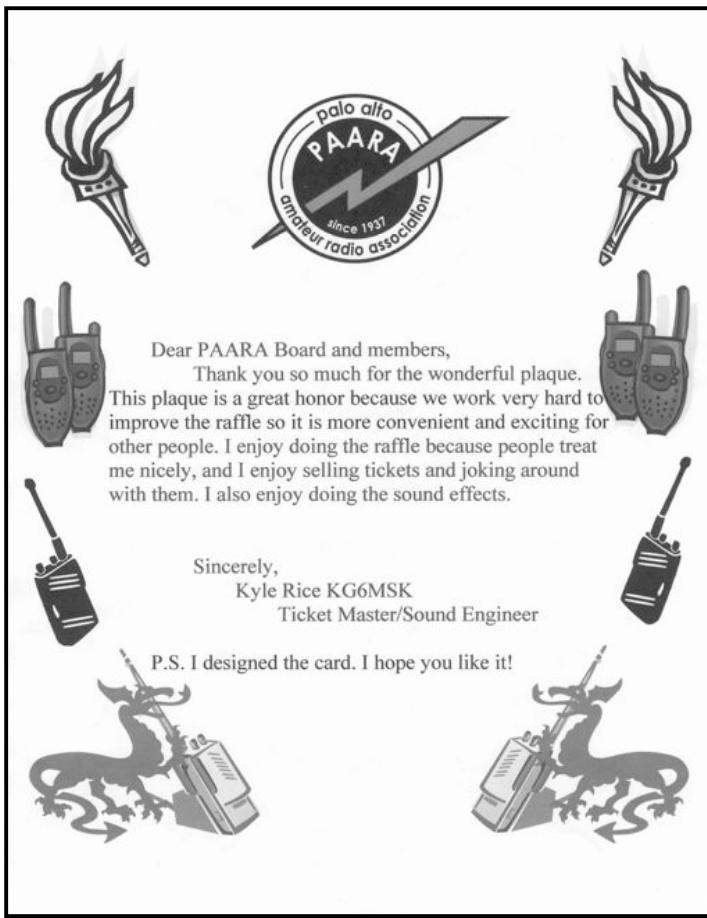 palo alto
PAARA
since 1937
amateur radio association
Dear PAARA Board and members,
Thank you so much for the wonderful plaque.
This plaque is a great honor because we work very hard to
improve the raffle so it is more convenient and exciting for
other people. I enjoy doing the raffle because people treat
me nicely, and I enjoy selling tickets and joking around
with them. I also enjoy doing the sound effects.
Sincerely,
Kyle Rice KG6MSK
Ticket Master/Sound Engineer
P.S. I designed the card. I hope you like it!